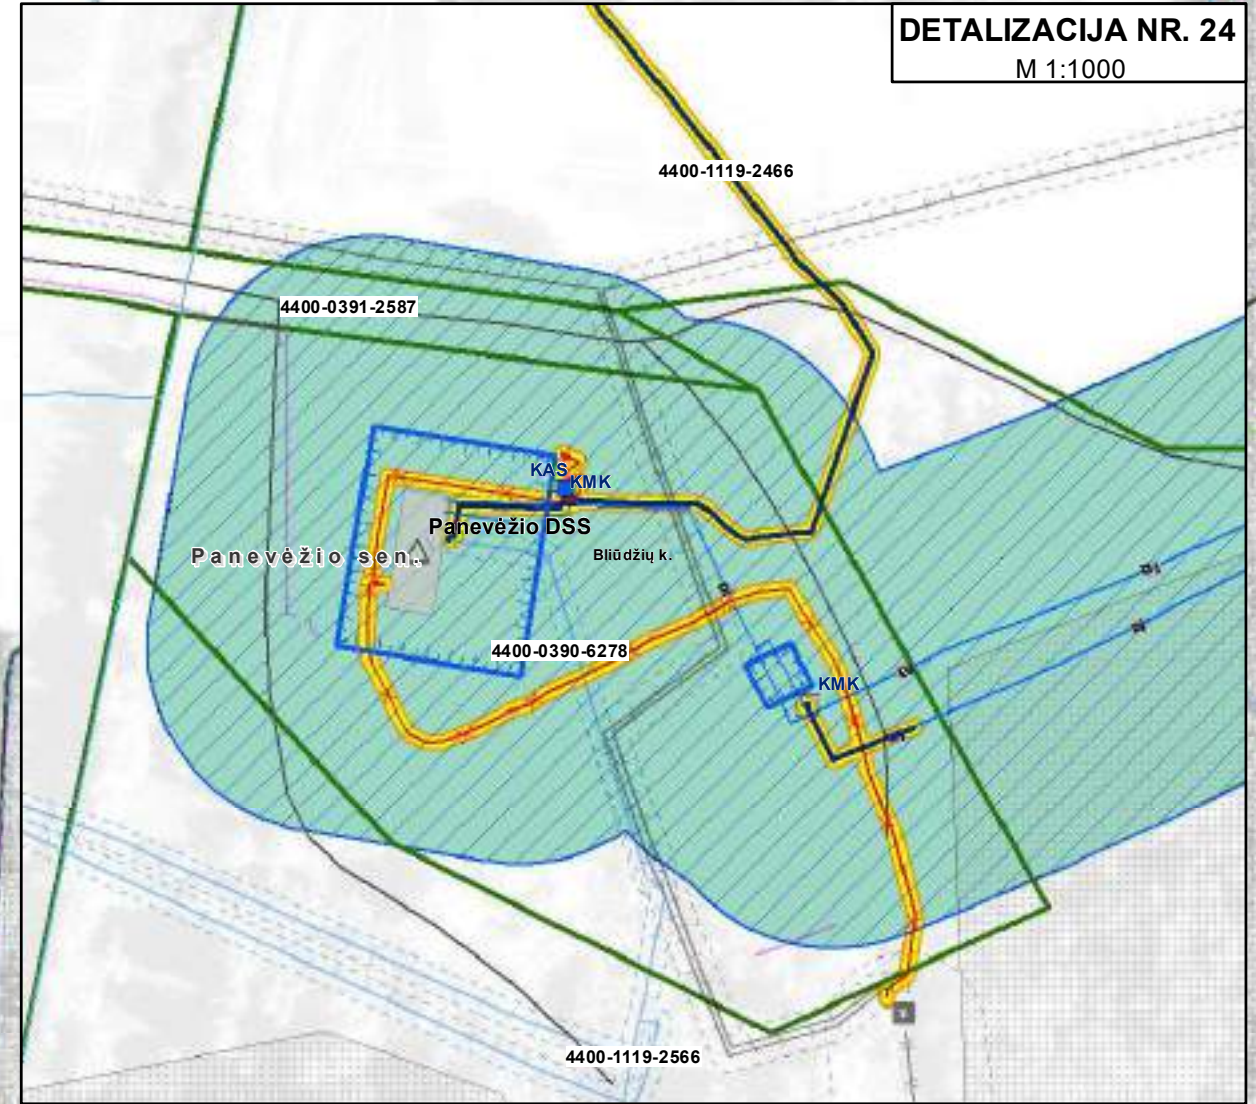 DETALIZACIJA NR. 24
M 1:1000
4400-1119-2466
4400-0391-2587
KAS
KMK
Panevėžio DSS
Panevėžio sen.
Bliūdžių k.
4400-0390-6278
KMK
4400-1119-2566